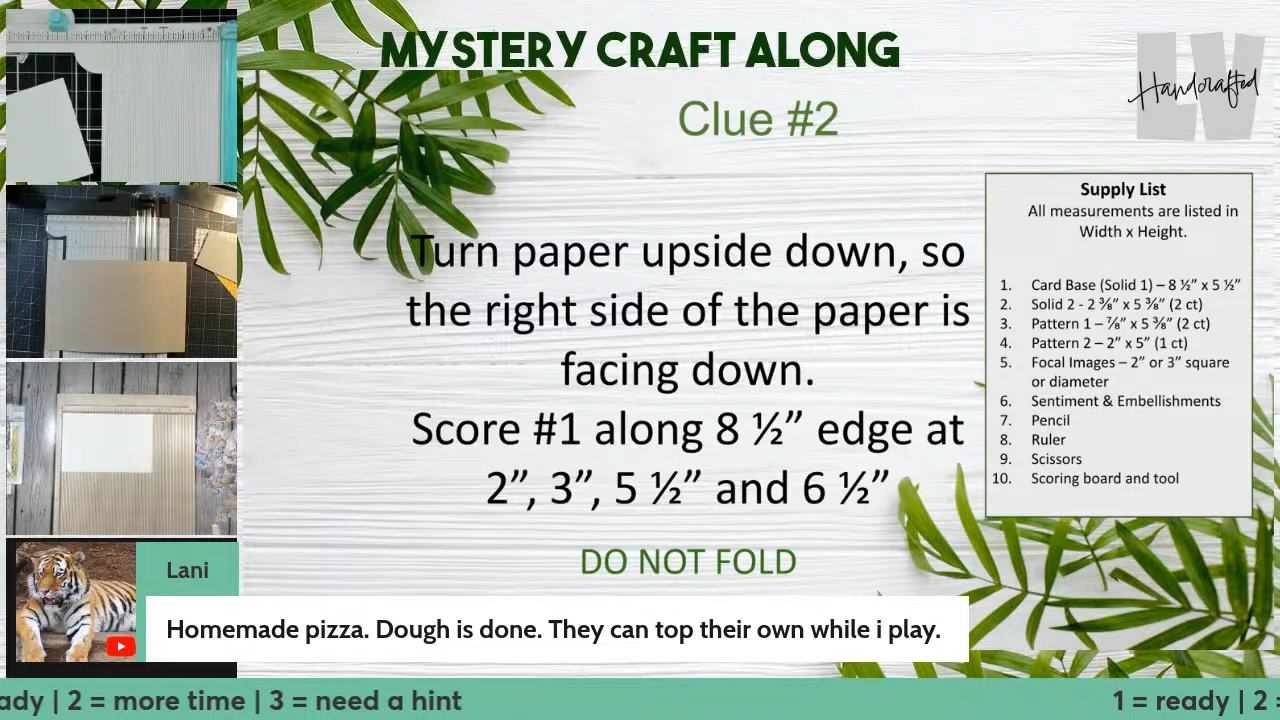 MYSTERY CRAFT ALONG
Clue #2
Handcrafted
Turn paper upside down, so
the right side of the paper is
facing down.
Score #1 along 8 ½” edge at
2”, 3”, 5 ½” and 6 ½”
DO NOT FOLD
Supply List
All measurements are listed in
Width x Height.
1. Card Base (Solid 1) – 8 ½” x 5 ½”
2. Solid 2 - 2 ⅜” x 5 ⅜” (2 ct)
3. Pattern 1 – ⅞” x 5 ⅜” (2 ct)
4. Pattern 2 – 2” x 5” (1 ct)
5. Focal Images – 2” or 3” square
or diameter
6. Sentiment & Embellishments
7. Pencil
8. Ruler
9. Scissors
10. Scoring board and tool
Lani
Homemade pizza. Dough is done. They can top their own while i play.
ady | 2 = more time | 3 = need a hint
1 = ready | 2 =